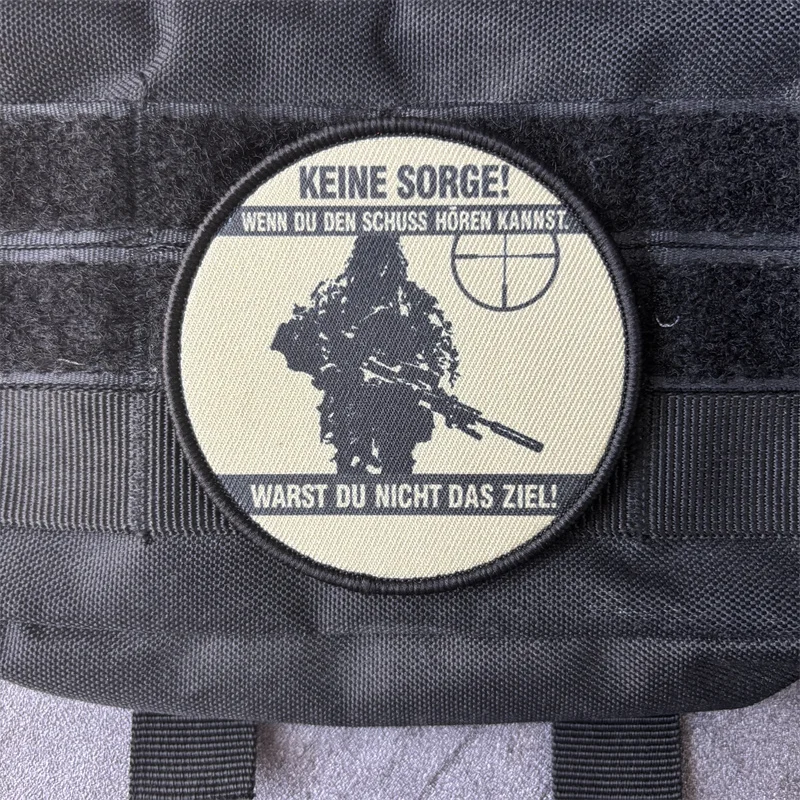 KEINE SORGE!
WENN DU DEN SCHUSS HÖREN KANNST,
WARST DU NICHT DAS ZIEL!